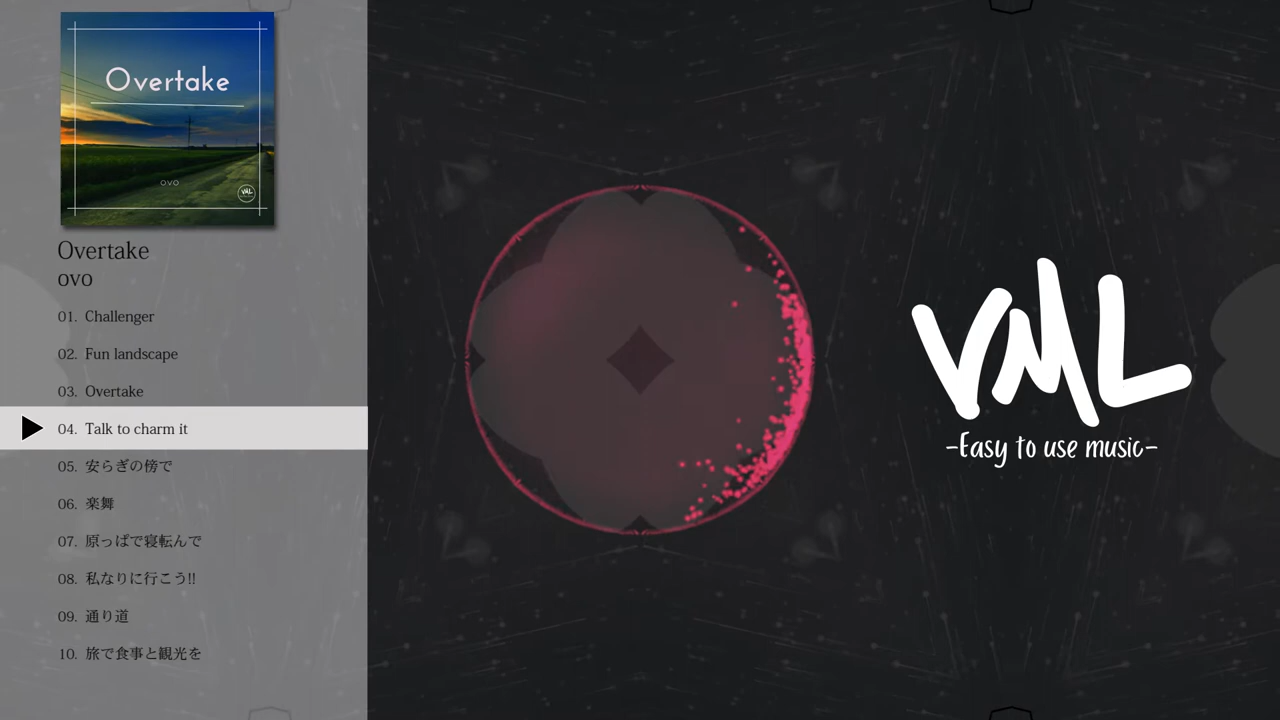 Overtake
ovo
VML
Overtake
ovo
01. Challenger
02. Fun landscape
03. Overtake
04. Talk to charm it
05. 安らぎの傍で
06. 楽舞
07. 原っぱで寝転んで
08. 私なりに行こう!!
09. 通り道
10. 旅で食事と観光を
VML
-Easy to use music-